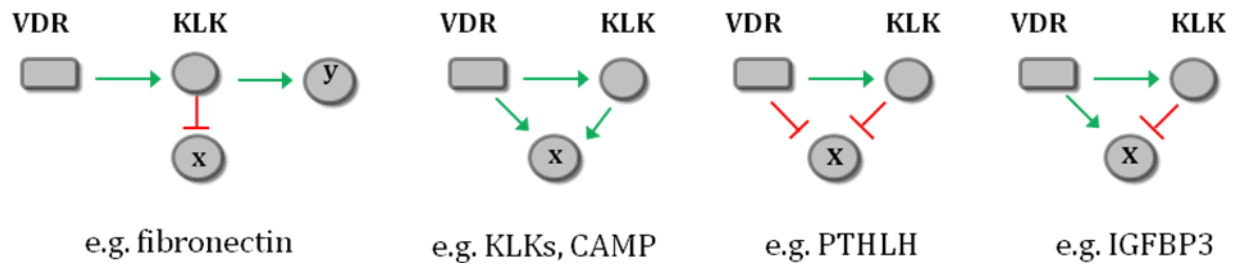 VDR KLK VDR KLK VDR KLK VDR KLK
y
x x X X
e.g. fibronectin e.g. KLKs, CAMP e.g. PTHLH e.g. IGFBP3